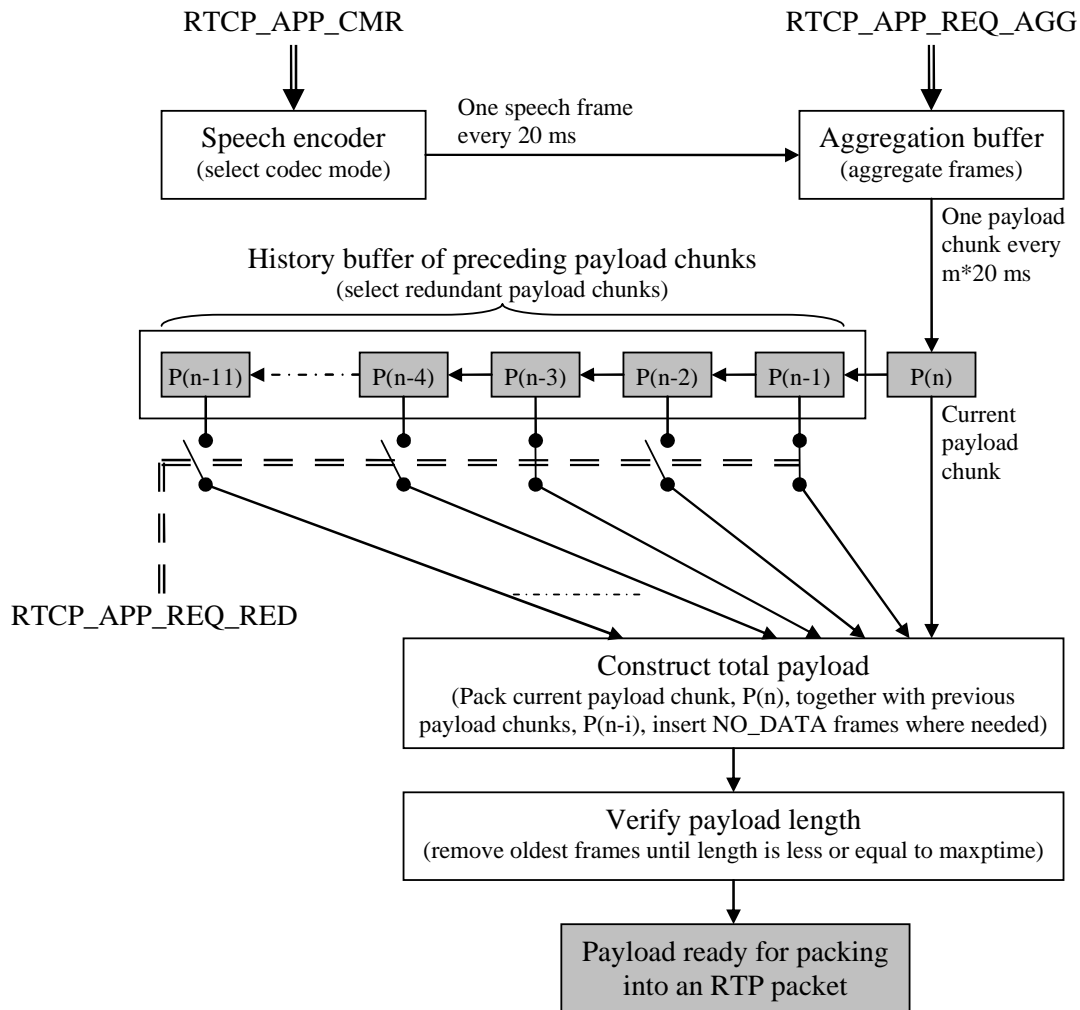 RTCP_APP_CMR
RTCP_APP_REQ_AGG
One speech frame
every 20 ms
Speech encoder
(select codec mode)
Aggregation buffer
(aggregate frames)
One payload
chunk every
m*20 ms
History buffer of preceding payload chunks
(select redundant payload chunks)
P(n-11)
P(n-4)
P(n-3)
P(n-2)
P(n-1)
P(n)
Current
payload
chunk
RTCP_APP_REQ_RED
Construct total payload
(Pack current payload chunk, P(n), together with previous
payload chunks, P(n-i), insert NO_DATA frames where needed)
Verify payload length
(remove oldest frames until length is less or equal to maxptime)
Payload ready for packing
into an RTP packet